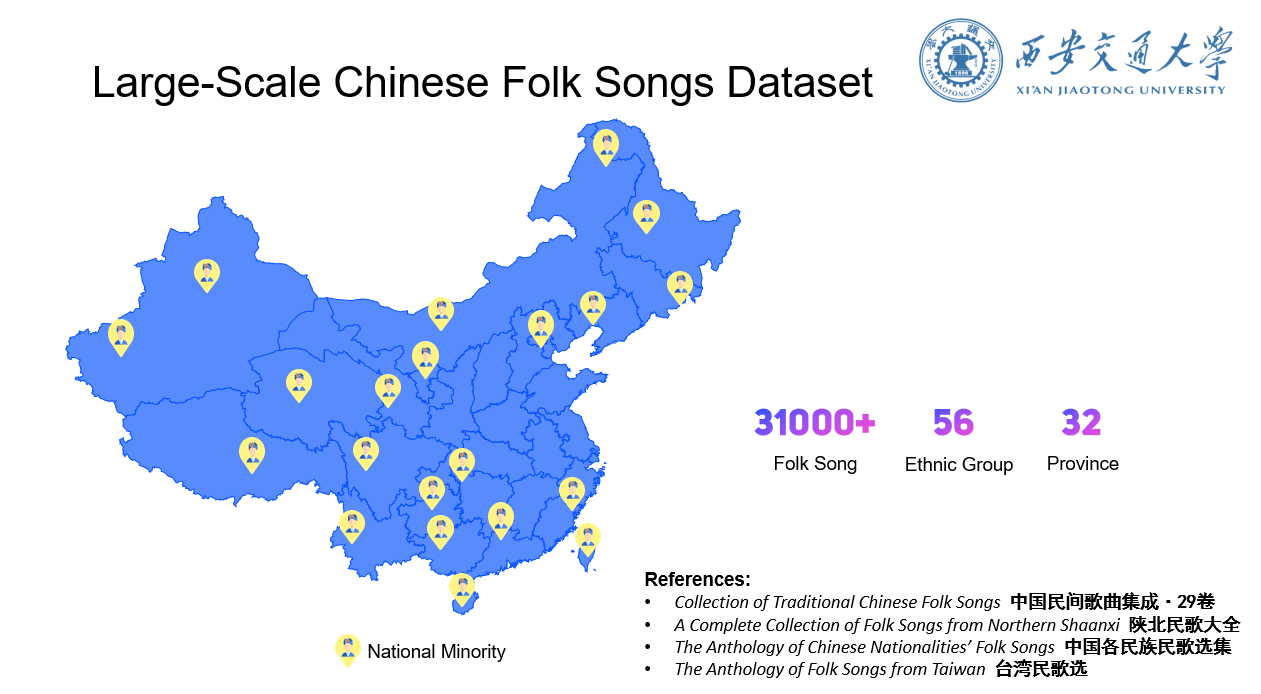 Large-Scale Chinese Folk Songs Dataset
西安交通大学
XI'AN JIAOTONG UNIVERSITY
31000+
Folk Song
56
Ethnic Group
32
Province
National Minority
References:
• Collection of Traditional Chinese Folk Songs 中国民间歌曲集成·29卷
• A Complete Collection of Folk Songs from Northern Shaanxi 陕北民歌大全
• The Anthology of Chinese Nationalities’ Folk Songs 中国各民族民歌选集
• The Anthology of Folk Songs from Taiwan 台湾民歌选